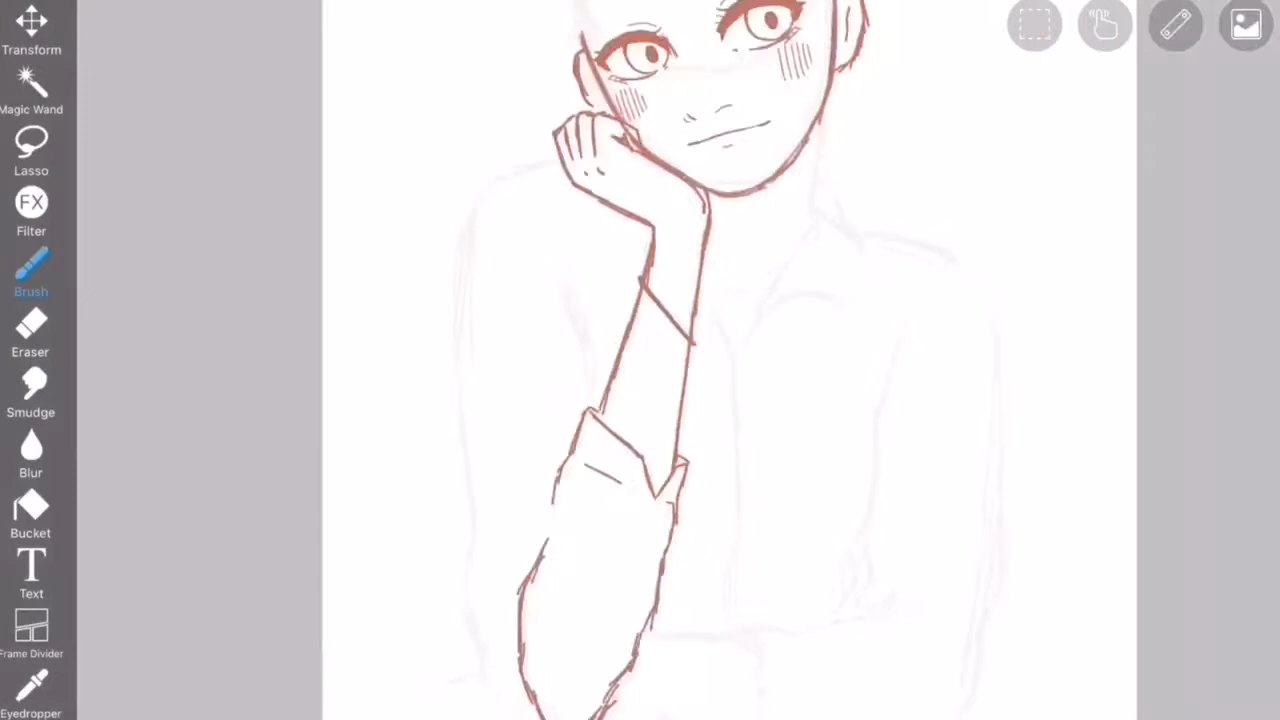 Transform
Magic Wand
Lasso
FX
Filter
Brush
Eraser
Smudge
Blur
Bucket
T
Text
Frame Divider
Eyedropper